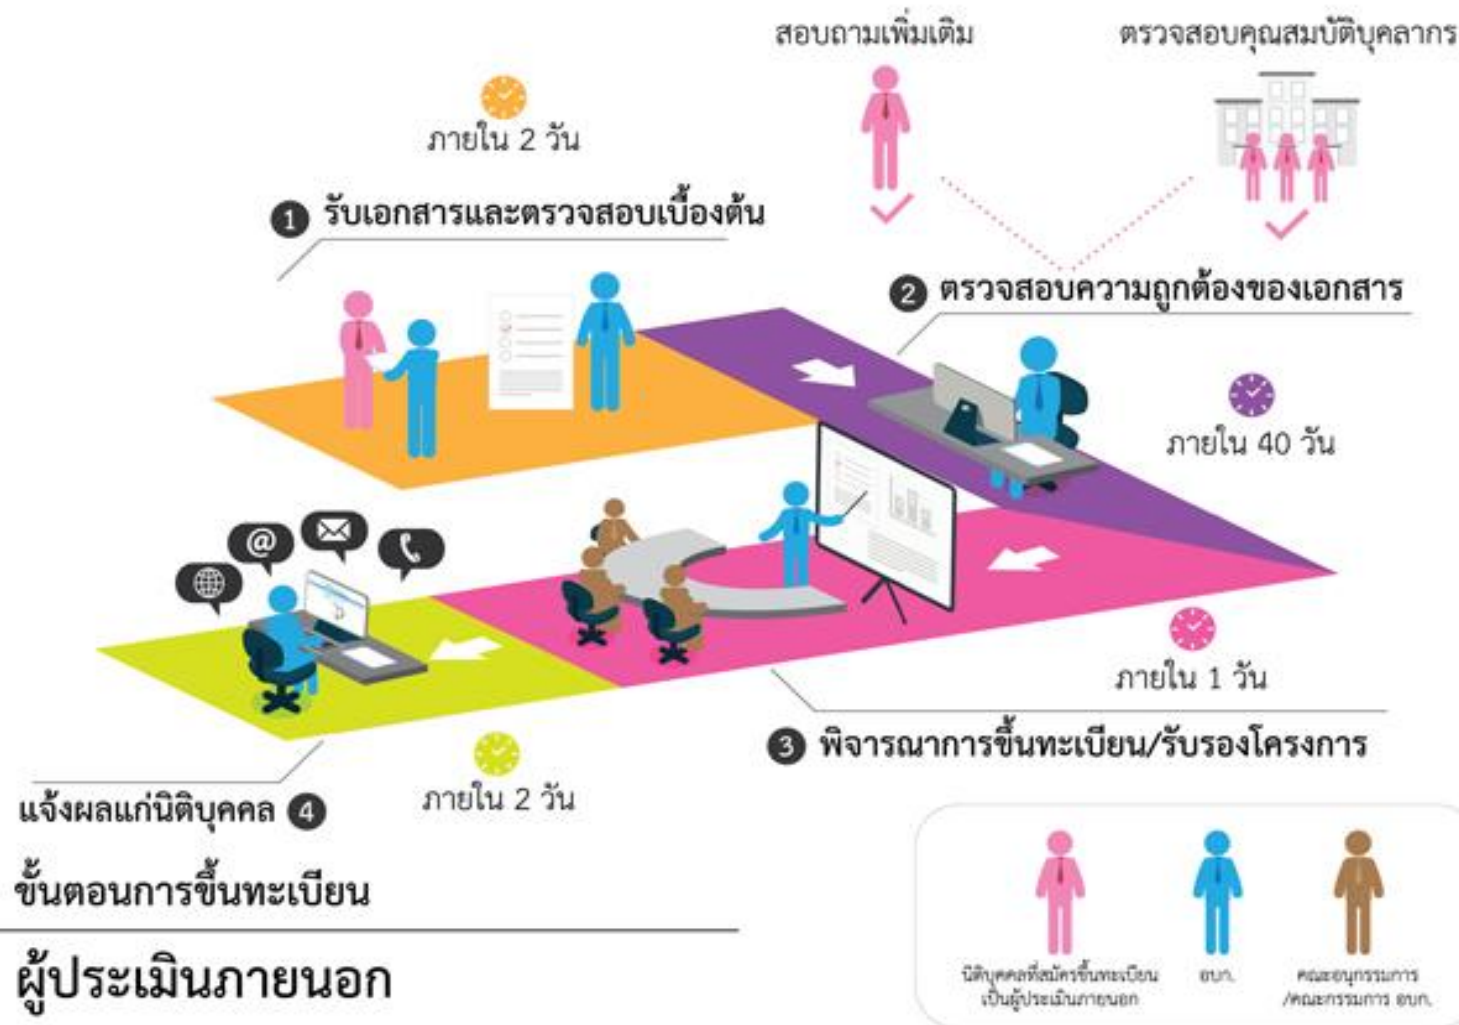 สอบถามเพิ่มเติม
ตรวจสอบคุณสมบัติบุคลากร
ภายใน 2 วัน
1 รับเอกสารและตรวจสอบเบื้องต้น
2 ตรวจสอบความถูกต้องของเอกสาร
ภายใน 40 วัน
@
ภายใน 1 วัน
3 พิจารณาการขึ้นทะเบียน/รับรองโครงการ
ภายใน 2 วัน
แจ้งผลแก่นิติบุคคล 4
ขั้นตอนการขึ้นทะเบียน
ผู้ประเมินภายนอก
นิติบุคคลที่สมัครขึ้นทะเบียน
เป็นผู้ประเมินภายนอก
อบก.
คณะอนุกรรมการ
/คณะกรรมการ อบก.